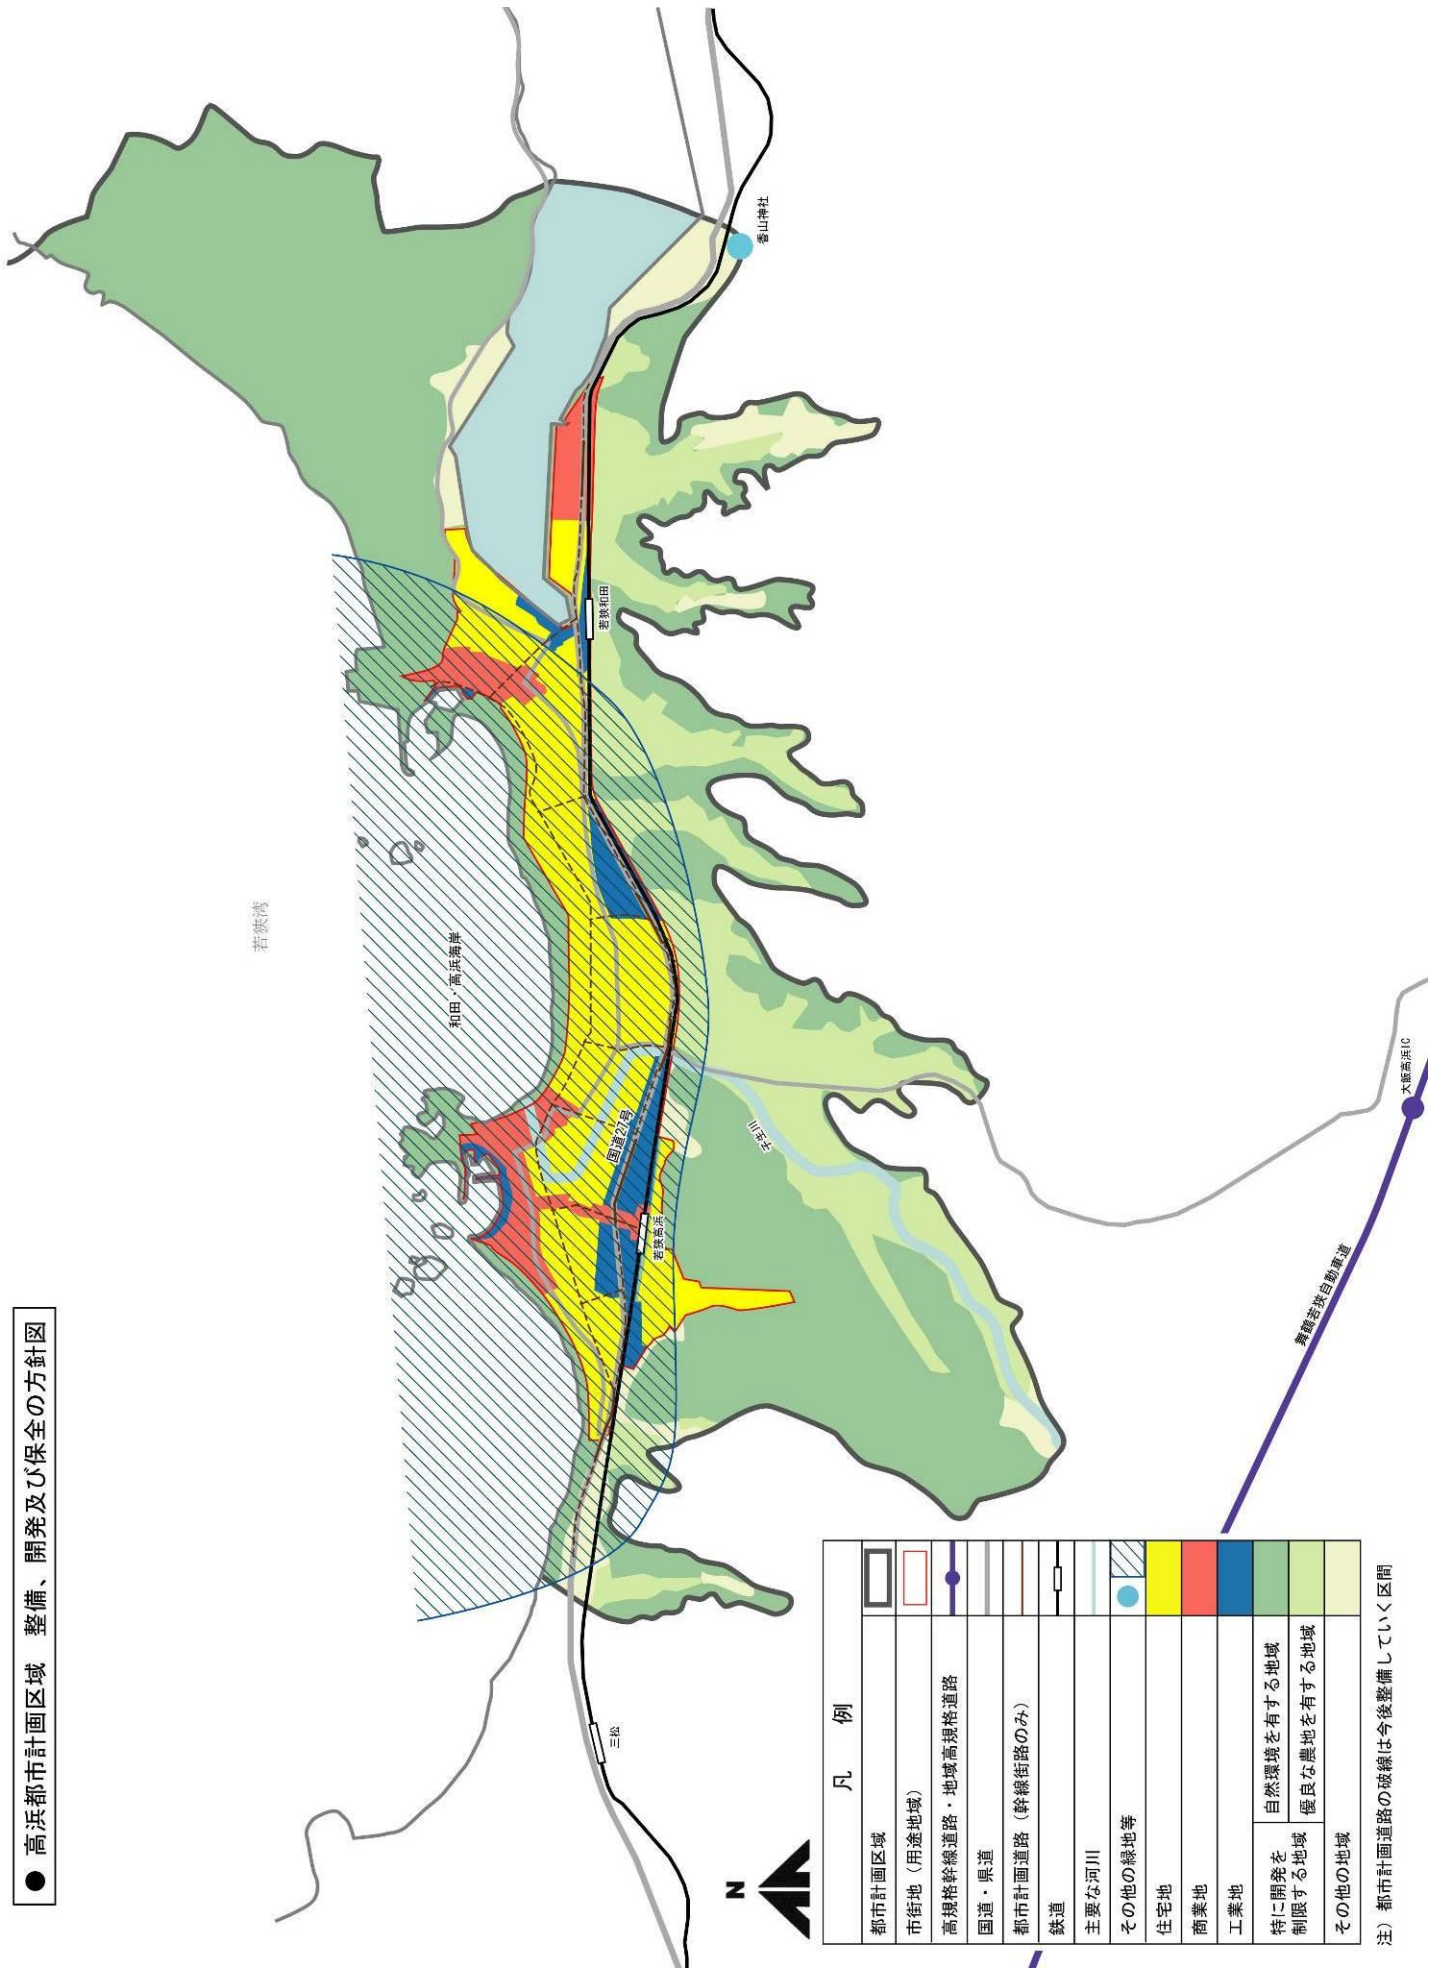 ● 高浜都市計画区域 整備、開発及び保全の方針図
若狭湾
和田・高浜海岸
香山神社
若狭和田
国道27号
若狭高浜
子生川
三松
大飯高浜IC
舞鶴若狭自動車道
N
凡 例
都市計画区域
市街地（用途地域）
高規格幹線道路・地域高規格道路
国道・県道
都市計画道路（幹線街路のみ）
鉄道
主要な河川
その他の緑地等
住宅地
商業地
工業地
特に開発を
制限する地域
自然環境を有する地域
優良な農地を有する地域
その他の地域
注）都市計画道路の破線は今後整備していく区間